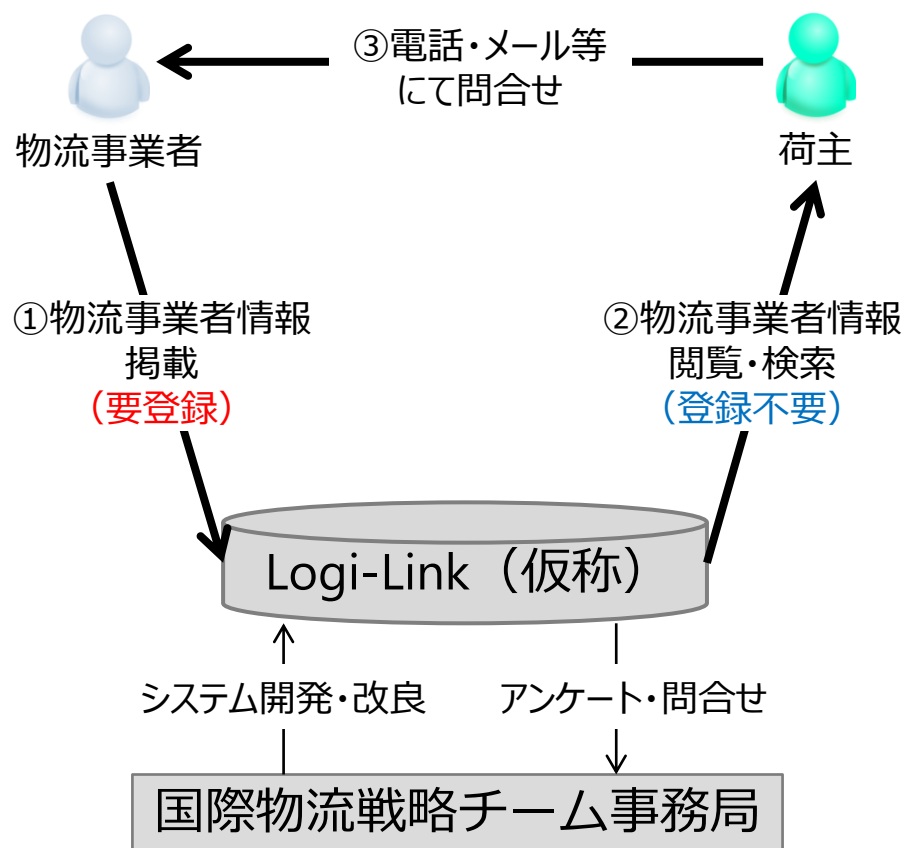 ③電話・メール等
にて問合せ
物流事業者
荷主
①物流事業者情報
掲載
（要登録）
②物流事業者情報
閲覧・検索
（登録不要）
Logi-Link（仮称）
システム開発・改良
アンケート・問合せ
国際物流戦略チーム事務局